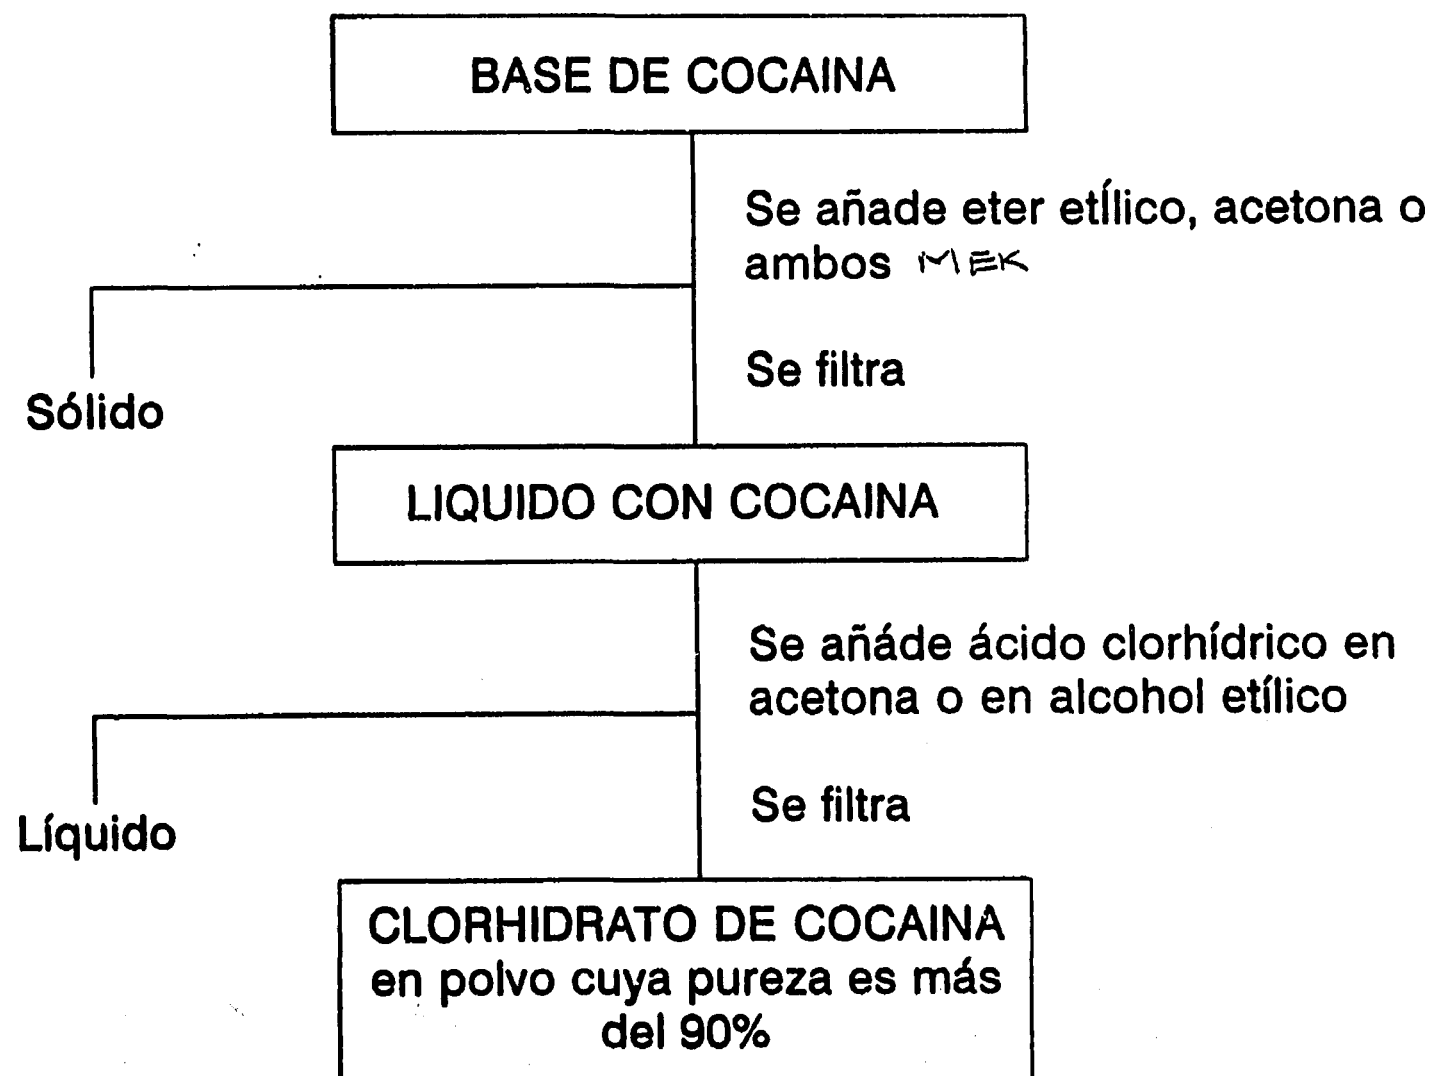 BASE DE COCAINA
Se añade eter etílico, acetona o
ambos MEK
Se filtra
Sólido
LIQUIDO CON COCAINA
Se añáde ácido clorhídrico en
acetona o en alcohol etílico
Se filtra
Líquido
CLORHIDRATO DE COCAINA
en polvo cuya pureza es más
del 90%